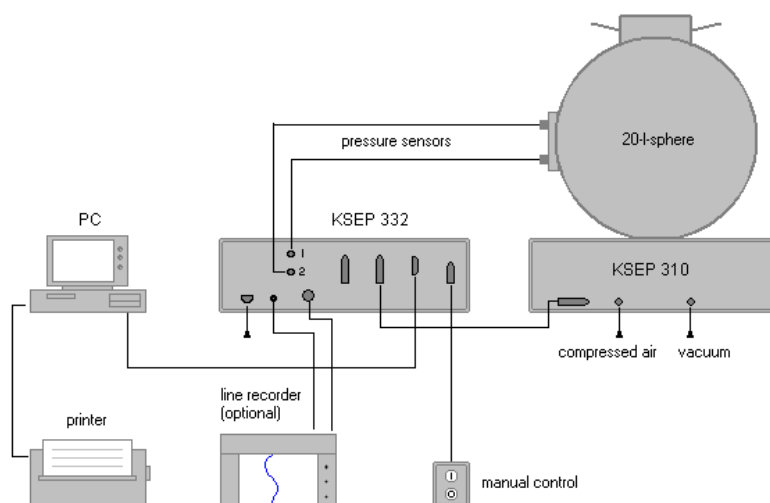 20-l-sphere
pressure sensors
PC
KSEP 332
1
2
KSEP 310
compressed air
vacuum
line recorder
(optional)
printer
manual control
I
O